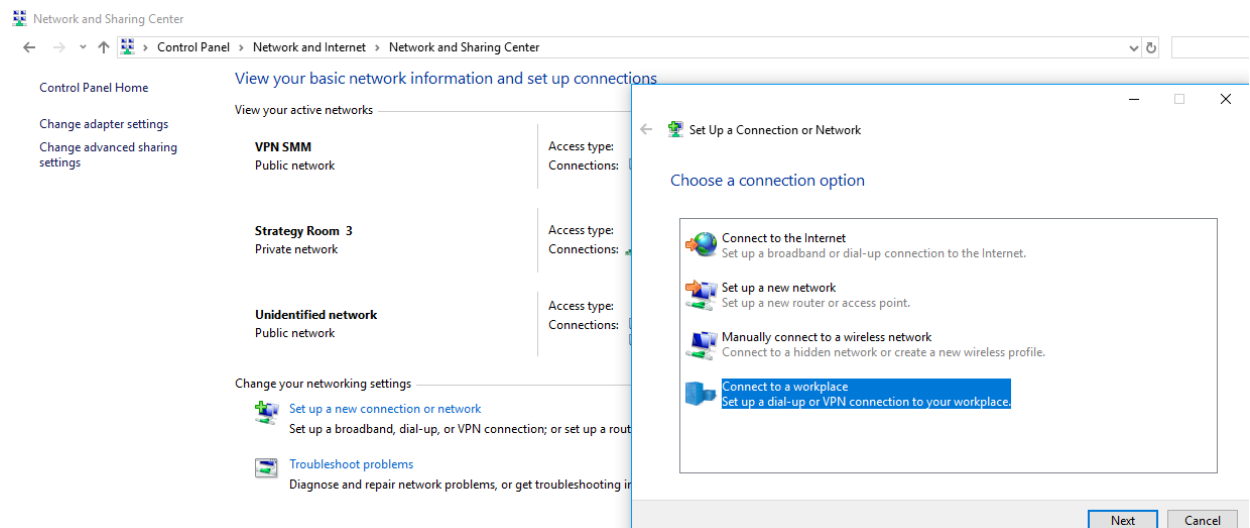 Network and Sharing Center
Control Panel > Network and Internet > Network and Sharing Center
Control Panel Home
Change adapter settings
Change advanced sharing
settings
View your basic network information and set up connections
View your active networks
VPN SMM
Public network
Access type:
Connections:
Strategy Room 3
Private network
Access type:
Connections:
Unidentified network
Public network
Access type:
Connections:
Change your networking settings
Set up a new connection or network
Set up a broadband, dial-up, or VPN connection; or set up a rout
Troubleshoot problems
Diagnose and repair network problems, or get troubleshooting
Set Up a Connection or Network
Choose a connection option
Connect to the Internet
Set up a broadband or dial-up connection to the Internet.
Set up a new network
Set up a new router or access point.
Manually connect to a wireless network
Connect to a hidden network or create a new wireless profile.
Connect to a workplace
Set up a dial-up or VPN connection to your workplace.
Next
Cancel